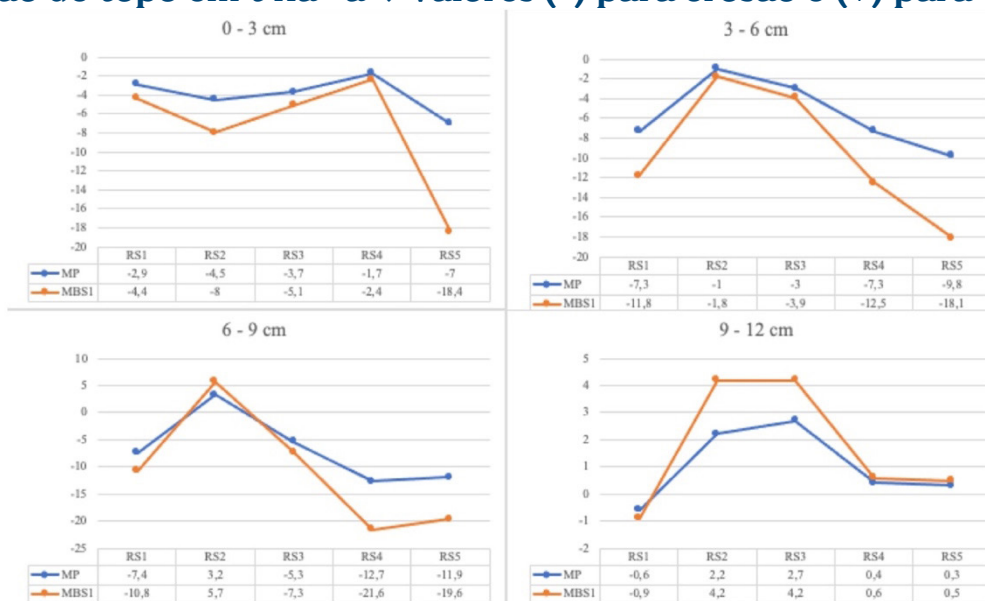 em t ha a Valores (-) para erosão e (+) para
0 - 3 cm
0
-2
-4
-6
-8
-10
-12
-14
-16
-18
-20
RS1 RS2 RS3 RS4 RS5
MP -2,9 -4,5 -3,7 -1,7 -7
MBS1 -4,4 -8 -5,1 -2,4 -18,4
3 - 6 cm
0
-2
-4
-6
-8
-10
-12
-14
-16
-18
-20
RS1 RS2 RS3 RS4 RS5
MP -7,3 -1 -3 -7,3 -9,8
MBS1 -11,8 -1,8 -3,9 -12,5 -18,1
6 - 9 cm
10
5
0
-5
-10
-15
-20
-25
RS1 RS2 RS3 RS4 RS5
MP -7,4 3,2 -5,3 -12,7 -11,9
MBS1 -10,8 5,7 -7,3 -21,6 -19,6
9 - 12 cm
5
4
3
2
1
0
-1
-2
RS1 RS2 RS3 RS4 RS5
MP -0,6 2,2 2,7 0,4 0,3
MBS1 -0,9 4,2 4,2 0,6 0,5